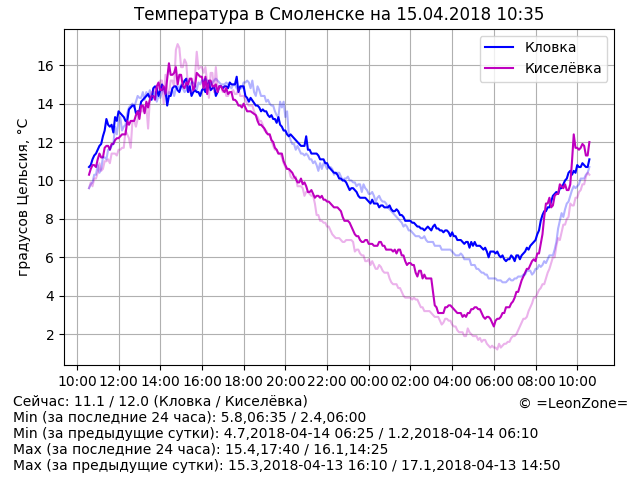 Температура в Смоленске на 15.04.2018 10:35
Кловка
Киселёвка
градусов Цельсия, °C
16
14
12
10
8
6
4
2
10:00 12:00 14:00 16:00 18:00 20:00 22:00 00:00 02:00 04:00 06:00 08:00 10:00
Сейчас: 11.1 / 12.0 (Кловка / Киселёвка)
© =LeonZone=
Min (за последние 24 часа): 5.8,06:35 / 2.4,06:00
Min (за предыдущие сутки): 4.7,2018-04-14 06:25 / 1.2,2018-04-14 06:10
Max (за последние 24 часа): 15.4,17:40 / 16.1,14:25
Max (за предыдущие сутки): 15.3,2018-04-13 16:10 / 17.1,2018-04-13 14:50